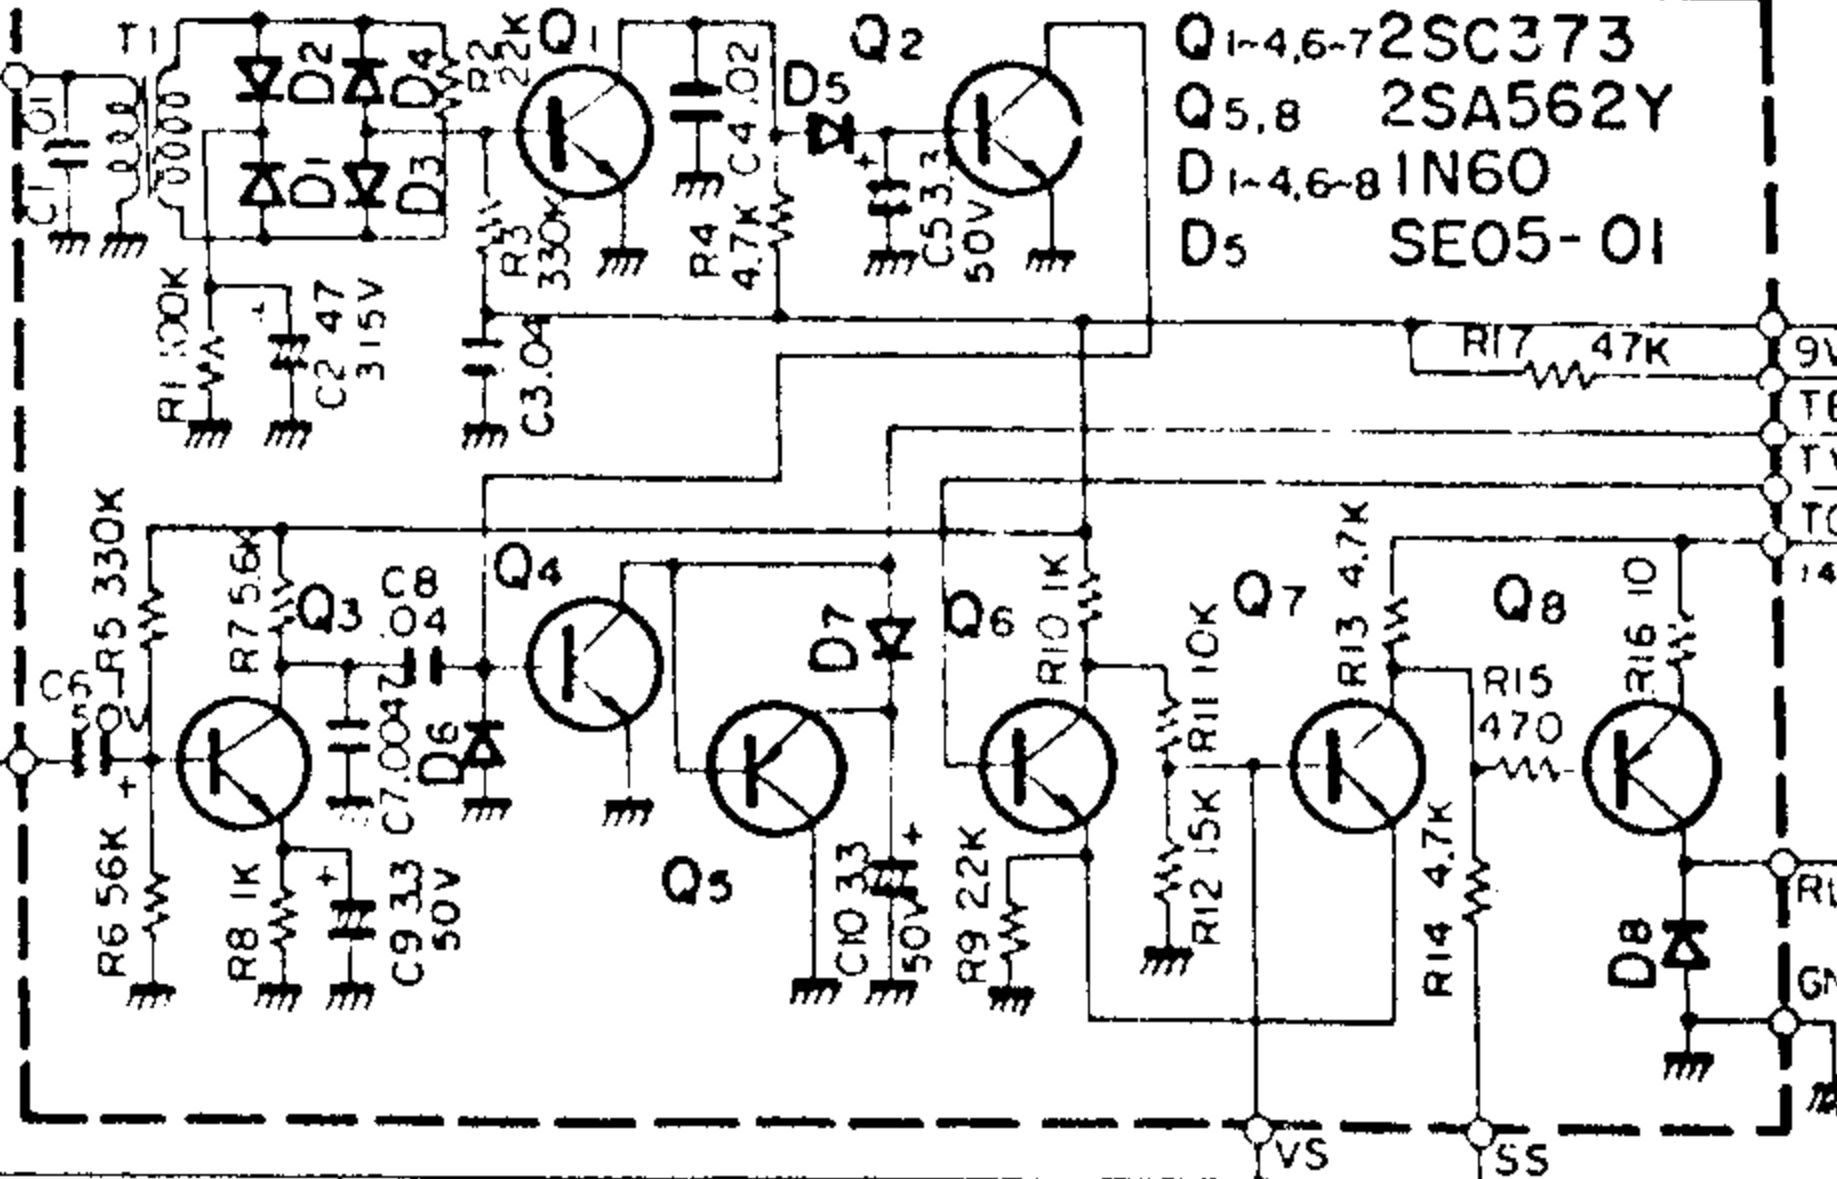 T1
C1 .01
D2
D4
D1
D3
R2
22K
Q1
C4 .02
D5
Q2
Q1~4,6~7 2SC373
Q5,8 2SA562Y
D1~4,6~8 1N60
D5 SE05-01
R1 100K
C2 47
3.15V
R3
330K
C3 .04
R4
4.7K
C5 3.3
50V
R17 47K
9V
R5 330K
R7 5.6K
Q3
C8
.04
Q4
D7
Q6
R10 1K
R11 10K
Q7
R13 4.7K
Q8
R16 10
R15
470
+
C7 .0047
D6
Q5
R6 56K
R8 1K
+
C9 33
50V
C10 33
50V
+
R9 22K
R12 15K
R14 4.7K
D8
VS
SS